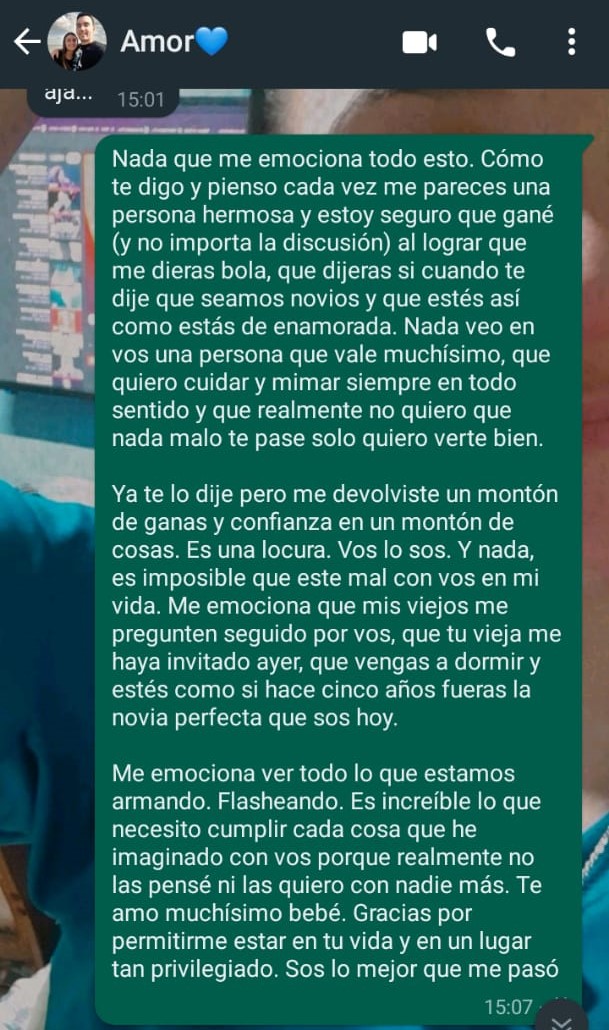 Amor💙
aja... 15:01
Nada que me emociona todo esto. Cómo
te digo y pienso cada vez me pareces una
persona hermosa y estoy seguro que gané
(y no importa la discusión) al lograr que
me dieras bola, que dijeras si cuando te
dije que seamos novios y que estés así
como estás de enamorada. Nada veo en
vos una persona que vale muchísimo, que
quiero cuidar y mimar siempre en todo
sentido y que realmente no quiero que
nada malo te pase solo quiero verte bien.
Ya te lo dije pero me devolviste un montón
de ganas y confianza en un montón de
cosas. Es una locura. Vos lo sos. Y nada,
es imposible que este mal con vos en mi
vida. Me emociona que mis viejos me
pregunten seguido por vos, que tu vieja me
haya invitado ayer, que vengas a dormir y
estés como si hace cinco años fueras la
novia perfecta que sos hoy.
Me emociona ver todo lo que estamos
armando. Flasheando. Es increíble lo que
necesito cumplir cada cosa que he
imaginado con vos porque realmente no
las pensé ni las quiero con nadie más. Te
amo muchísimo bebé. Gracias por
permitirme estar en tu vida y en un lugar
tan privilegiado. Sos lo mejor que me pasó
15:07